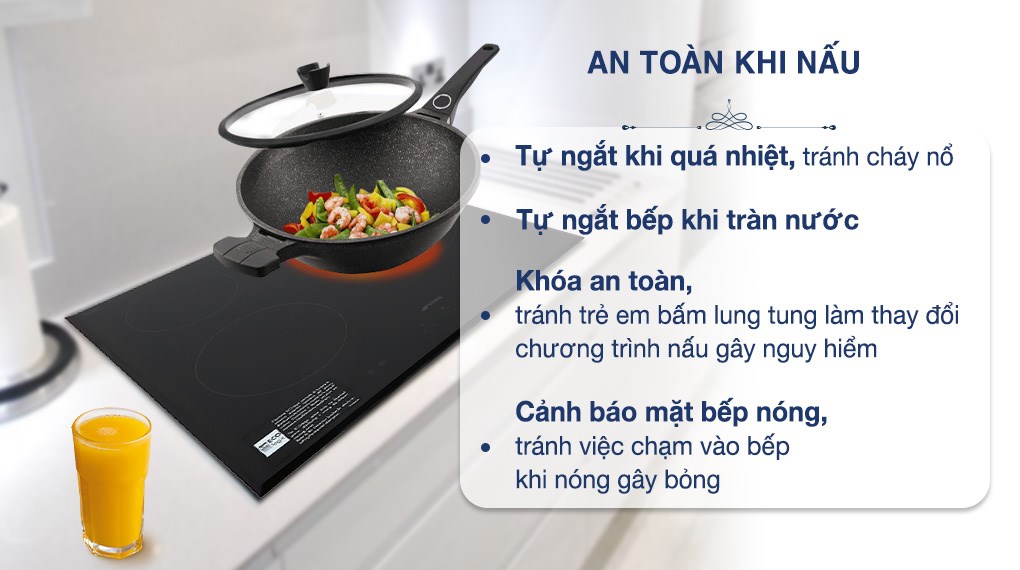 AN TOÀN KHI NẤU
• Tự ngắt khi quá nhiệt, tránh cháy nổ
• Tự ngắt bếp khi tràn nước
Khóa an toàn,
• tránh trẻ em bấm lung tung làm thay đổi
chương trình nấu gây nguy hiểm
Cảnh báo mặt bếp nóng,
• tránh việc chạm vào bếp
khi nóng gây bỏng
ECO